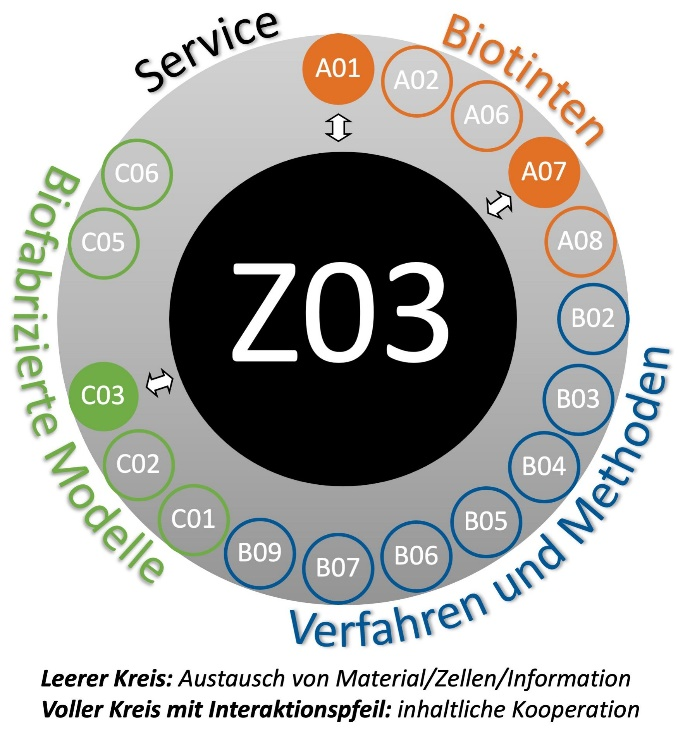 Service
Biotinten
A01
A02
A06
A07
A08
B02
B03
B04
B05
B06
B07
B09
C01
C02
C03
C05
C06
Z03
Biofabrizierte Modelle
Verfahren und Methoden
Leerer Kreis: Austausch von Material/Zellen/Information
Voller Kreis mit Interaktionspfeil: inhaltliche Kooperation